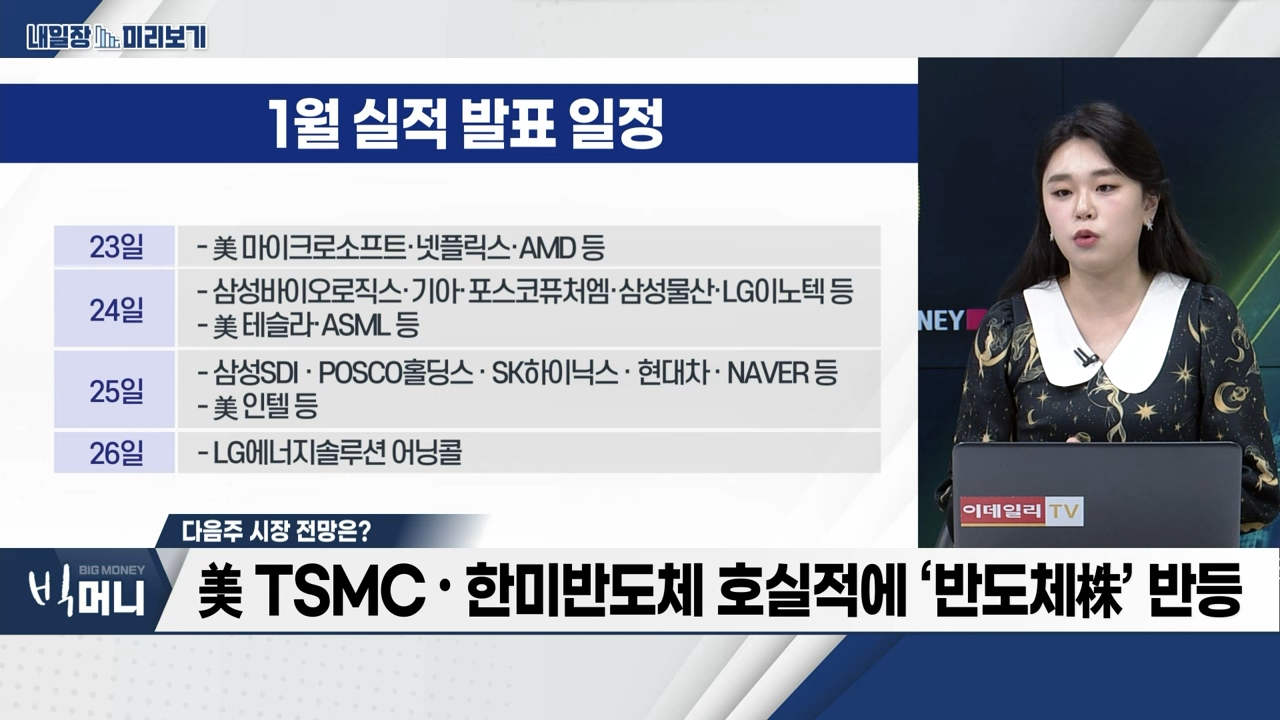 내일장 미리보기
1월 실적 발표 일정
23일
- 美 마이크로소프트·넷플릭스·AMD 등
24일
- 삼성바이오로직스·기아·포스코퓨처엠·삼성물산·LG이노텍 등
- 美 테슬라·ASML 등
25일
- 삼성SDI · POSCO홀딩스 · SK하이닉스 · 현대차 · NAVER 등
- 美 인텔 등
26일
- LG에너지솔루션 어닝콜
NEY
이데일리 TV
다음주 시장 전망은?
BIG MONEY
빅머니
美 TSMC · 한미반도체 호실적에 ‘반도체株’ 반등